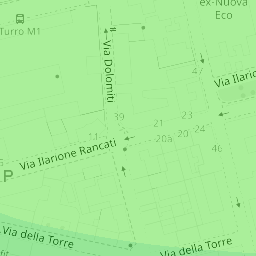 ex-Nuova
Eco
Turro M1
Via Dolomiti
47
Via Ilario
39
23
21
24
20
20a
11
46
Via Ilarione Rancati
P
Via della Torre
Via della Torre